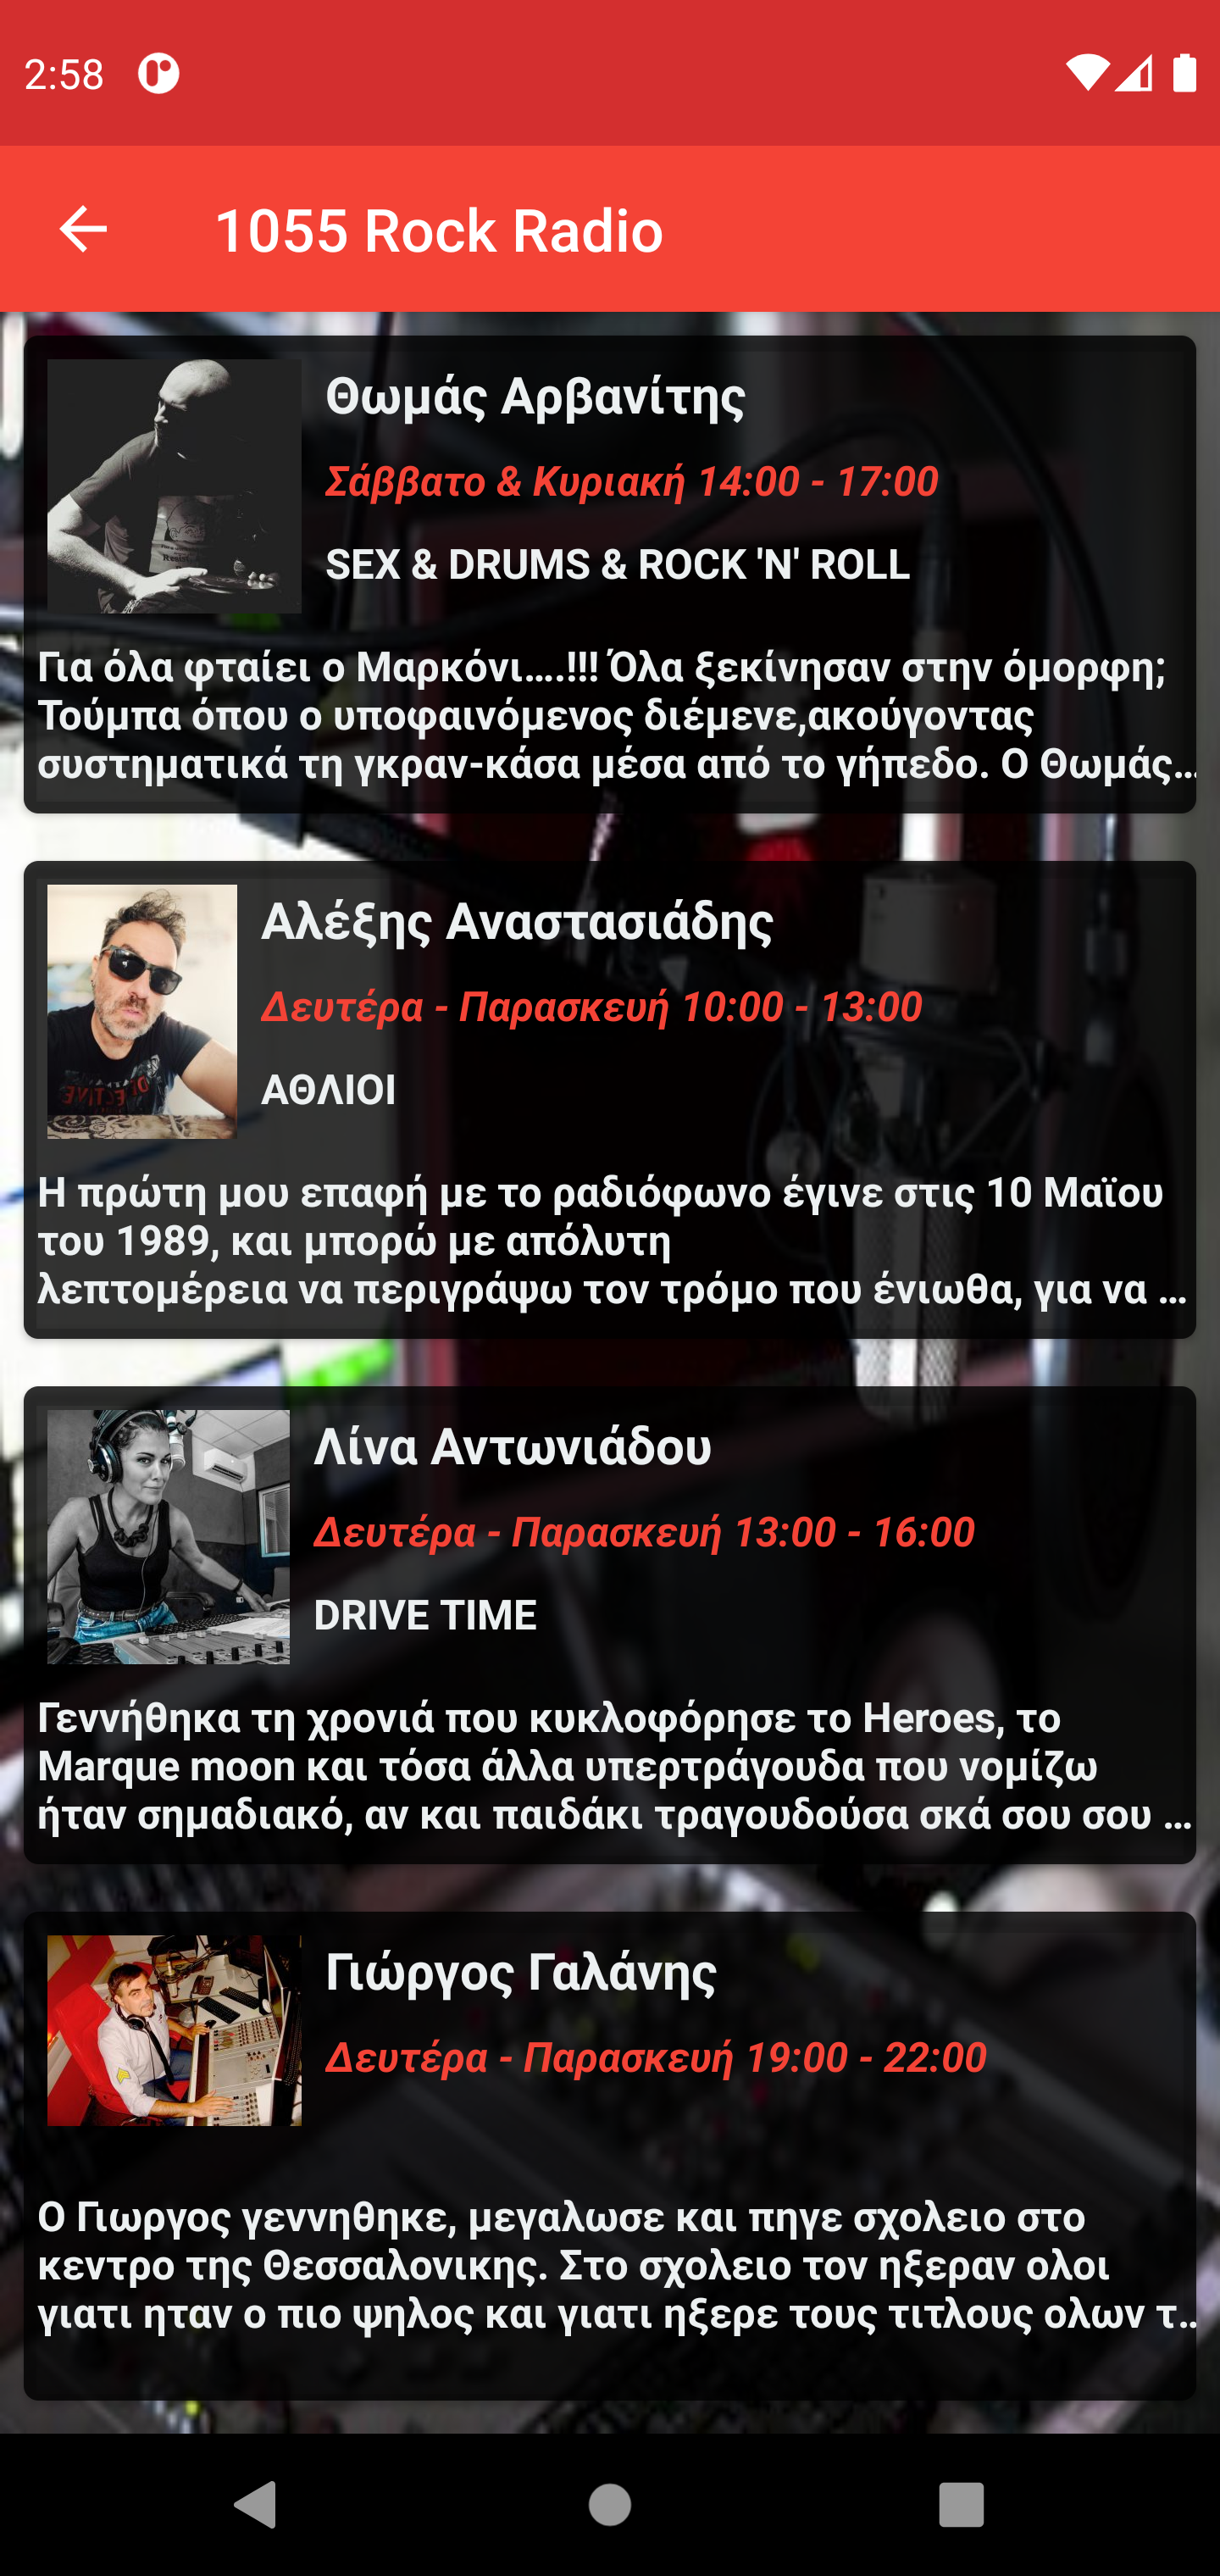 2:58
1055 Rock Radio
Θωμάς Αρβανίτης
Σάββατο & Κυριακή 14:00 - 17:00
SEX & DRUMS & ROCK 'N' ROLL
Για όλα φταίει ο Μαρκόνι....!!! Όλα ξεκίνησαν στην όμορφη;
Τούμπα όπου ο υποφαινόμενος διέμενε,ακούγοντας
συστηματικά τη γκραν-κάσα μέσα από το γήπεδο. Ο Θωμάς…
Αλέξης Αναστασιάδης
Δευτέρα - Παρασκευή 10:00 - 13:00
ΑΘΛΙΟΙ
Η πρώτη μου επαφή με το ραδιόφωνο έγινε στις 10 Μαϊου
του 1989, και μπορώ με απόλυτη
λεπτομέρεια να περιγράψω τον τρόμο που ένιωθα, για να …
Λίνα Αντωνιάδου
Δευτέρα - Παρασκευή 13:00 - 16:00
DRIVE TIME
Γεννήθηκα τη χρονιά που κυκλοφόρησε το Heroes, το
Marque moon και τόσα άλλα υπερτράγουδα που νομίζω
ήταν σημαδιακό, αν και παιδάκι τραγουδούσα σκά σου σου …
Γιώργος Γαλάνης
Δευτέρα - Παρασκευή 19:00 - 22:00
Ο Γιωργος γεννηθηκε, μεγαλωσε και πηγε σχολειο στο
κεντρο της Θεσσαλονικης. Στο σχολειο τον ηξεραν ολοι
γιατι ηταν ο πιο ψηλος και γιατι ηξερε τους τιτλους ολων τ…